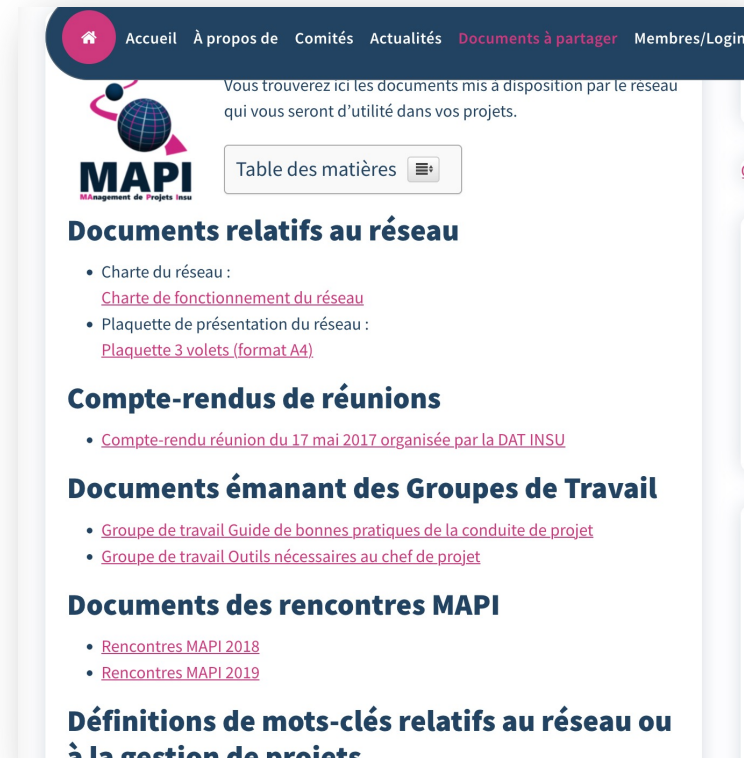 Accueil À propos de Comités Actualités Documents à partager Membres/Login
Vous trouverez ici les documents mis à disposition par le réseau
qui vous seront d'utilité dans vos projets.
MAPI
MAnagement de Projets Insu
Table des matières
Documents relatifs au réseau
• Charte du réseau :
Charte de fonctionnement du réseau
• Plaquette de présentation du réseau :
Plaquette 3 volets (format A4)
Compte-rendus de réunions
• Compte-rendu réunion du 17 mai 2017 organisée par la DAT INSU
Documents émanant des Groupes de Travail
• Groupe de travail Guide de bonnes pratiques de la conduite de projet
• Groupe de travail Outils nécessaires au chef de projet
Documents des rencontres MAPI
• Rencontres MAPI 2018
• Rencontres MAPI 2019
Définitions de mots-clés relatifs au réseau ou
à la gestion de projets